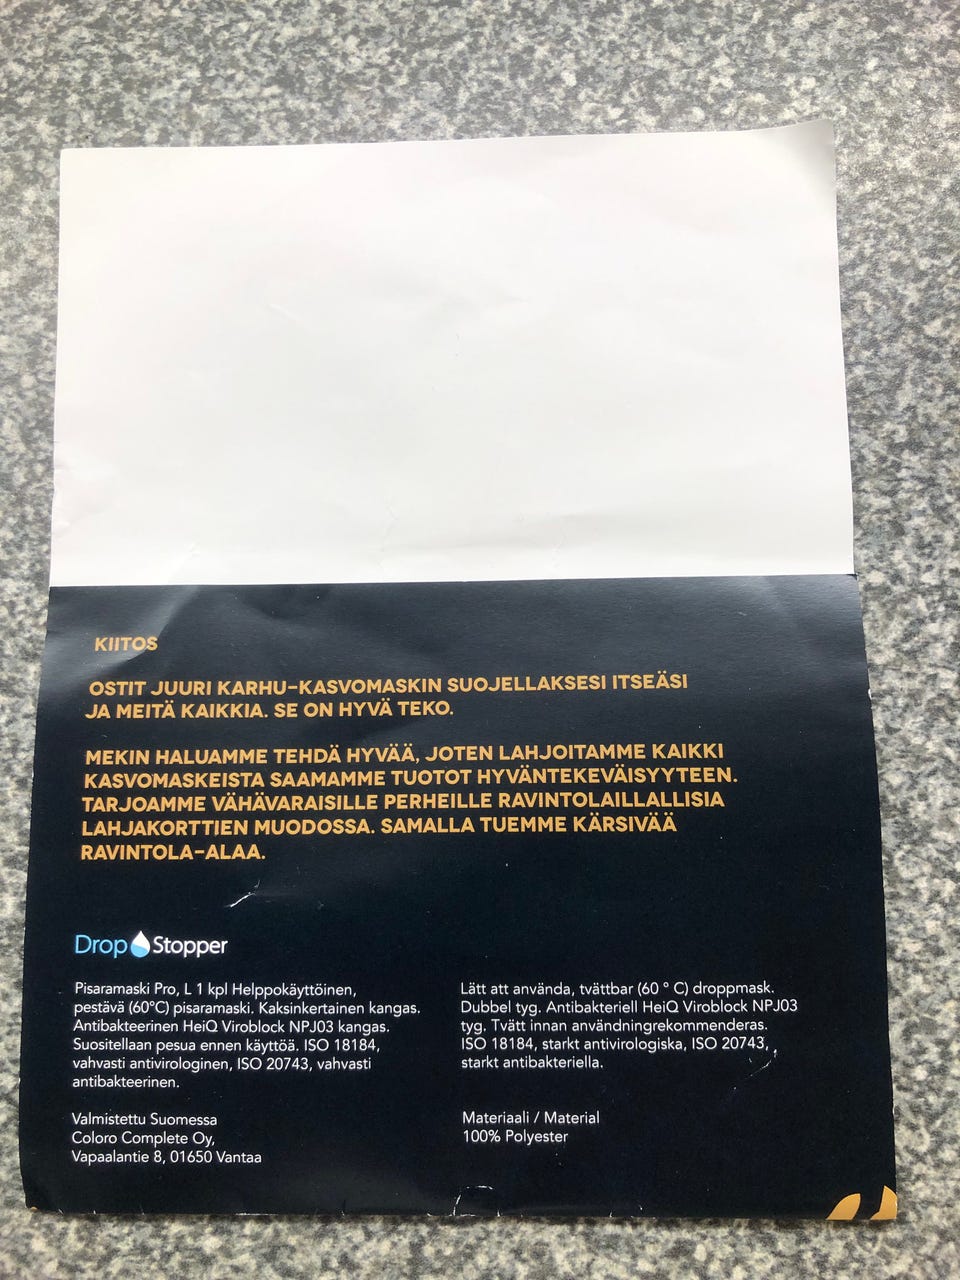 KIITOS
OSTIT JUURI KARHU-KASVOMASKIN SUOJELLAKSESI ITSEÄSI
JA MEITÄ KAIKKIA. SE ON HYVÄ TEKO.
MEKIN HALUAMME TEHDÄ HYVÄÄ, JOTEN LAHJOITAMME KAIKKI
KASVOMASKEISTA SAAMAMME TUOTOT HYVÄNTEKEVÄISYYTEEN.
TARJOAMME VÄHÄVARAISILLE PERHEILLE RAVINTOLAILLALLISIA
LAHJAKORTTIEN MUODOSSA. SAMALLA TUEMME KÄRSIVÄÄ
RAVINTOLA-ALAA.
Drop Stopper
Pisaramaski Pro, L 1 kpl Helppokäyttöinen,
pestävä (60°C) pisaramaski. Kaksinkertainen kangas.
Antibakteerinen HeiQ Viroblock NPJ03 kangas.
Suositellaan pesua ennen käyttöä. ISO 18184,
vahvasti antivirologinen, ISO 20743, vahvasti
antibakteerinen.
Valmistettu Suomessa
Coloro Complete Oy,
Vapaalantie 8, 01650 Vantaa
Lätt att använda, tvättbar (60 ° C) droppmask.
Dubbel tyg. Antibakteriell HeiQ Viroblock NPJ03
tyg. Tvätt innan användningrekommenderas.
ISO 18184, starkt antivirologiska, ISO 20743,
starkt antibakteriella.
Materiaali / Material
100% Polyester